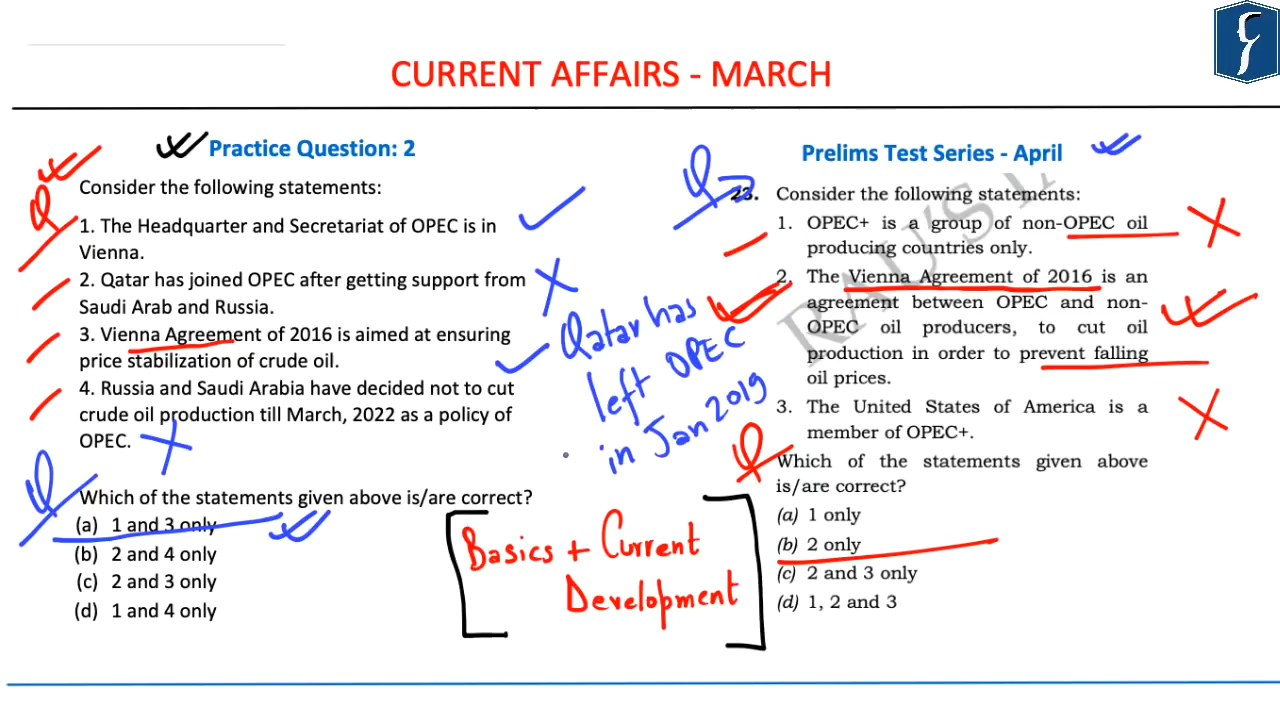 CURRENT AFFAIRS - MARCH
Practice Question: 2
Consider the following statements:
1. The Headquarter and Secretariat of OPEC is in
Vienna.
2. Qatar has joined OPEC after getting support from
Saudi Arab and Russia.
3. Vienna Agreement of 2016 is aimed at ensuring
price stabilization of crude oil.
4. Russia and Saudi Arabia have decided not to cut
crude oil production till March, 2022 as a policy of
OPEC.
Which of the statements given above is/are correct?
(a) 1 and 3 only
(b) 2 and 4 only
(c) 2 and 3 only
(d) 1 and 4 only
Qatar has
left OPEC
in Jan 2019
Basics + Current
Development
Prelims Test Series - April
23. Consider the following statements:
1. OPEC+ is a group of non-OPEC oil
producing countries only.
2. The Vienna Agreement of 2016 is an
agreement between OPEC and non-
OPEC oil producers, to cut oil
production in order to prevent falling
oil prices.
3. The United States of America is a
member of OPEC+.
Which of the statements given above
is/are correct?
(a) 1 only
(b) 2 only
(c) 2 and 3 only
(d) 1, 2 and 3